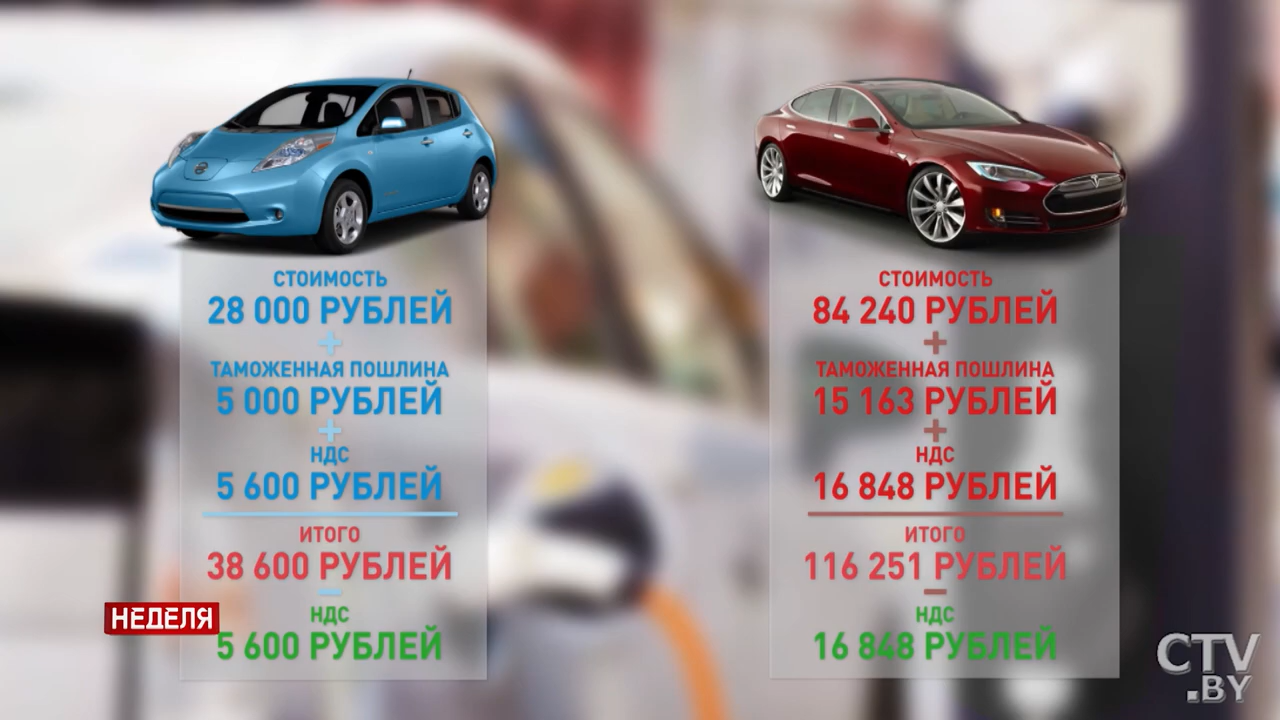 СТОИМОСТЬ
28 000 РУБЛЕЙ
+
ТАМОЖЕННАЯ ПОШЛИНА
5 000 РУБЛЕЙ
+
НДС
5 600 РУБЛЕЙ
ИТОГО
38 600 РУБЛЕЙ
–
НДС
5 600 РУБЛЕЙ
СТОИМОСТЬ
84 240 РУБЛЕЙ
+
ТАМОЖЕННАЯ ПОШЛИНА
15 163 РУБЛЕЙ
+
НДС
16 848 РУБЛЕЙ
ИТОГО
116 251 РУБЛЕЙ
–
НДС
16 848 РУБЛЕЙ
НЕДЕЛЯ
CTV
.BY